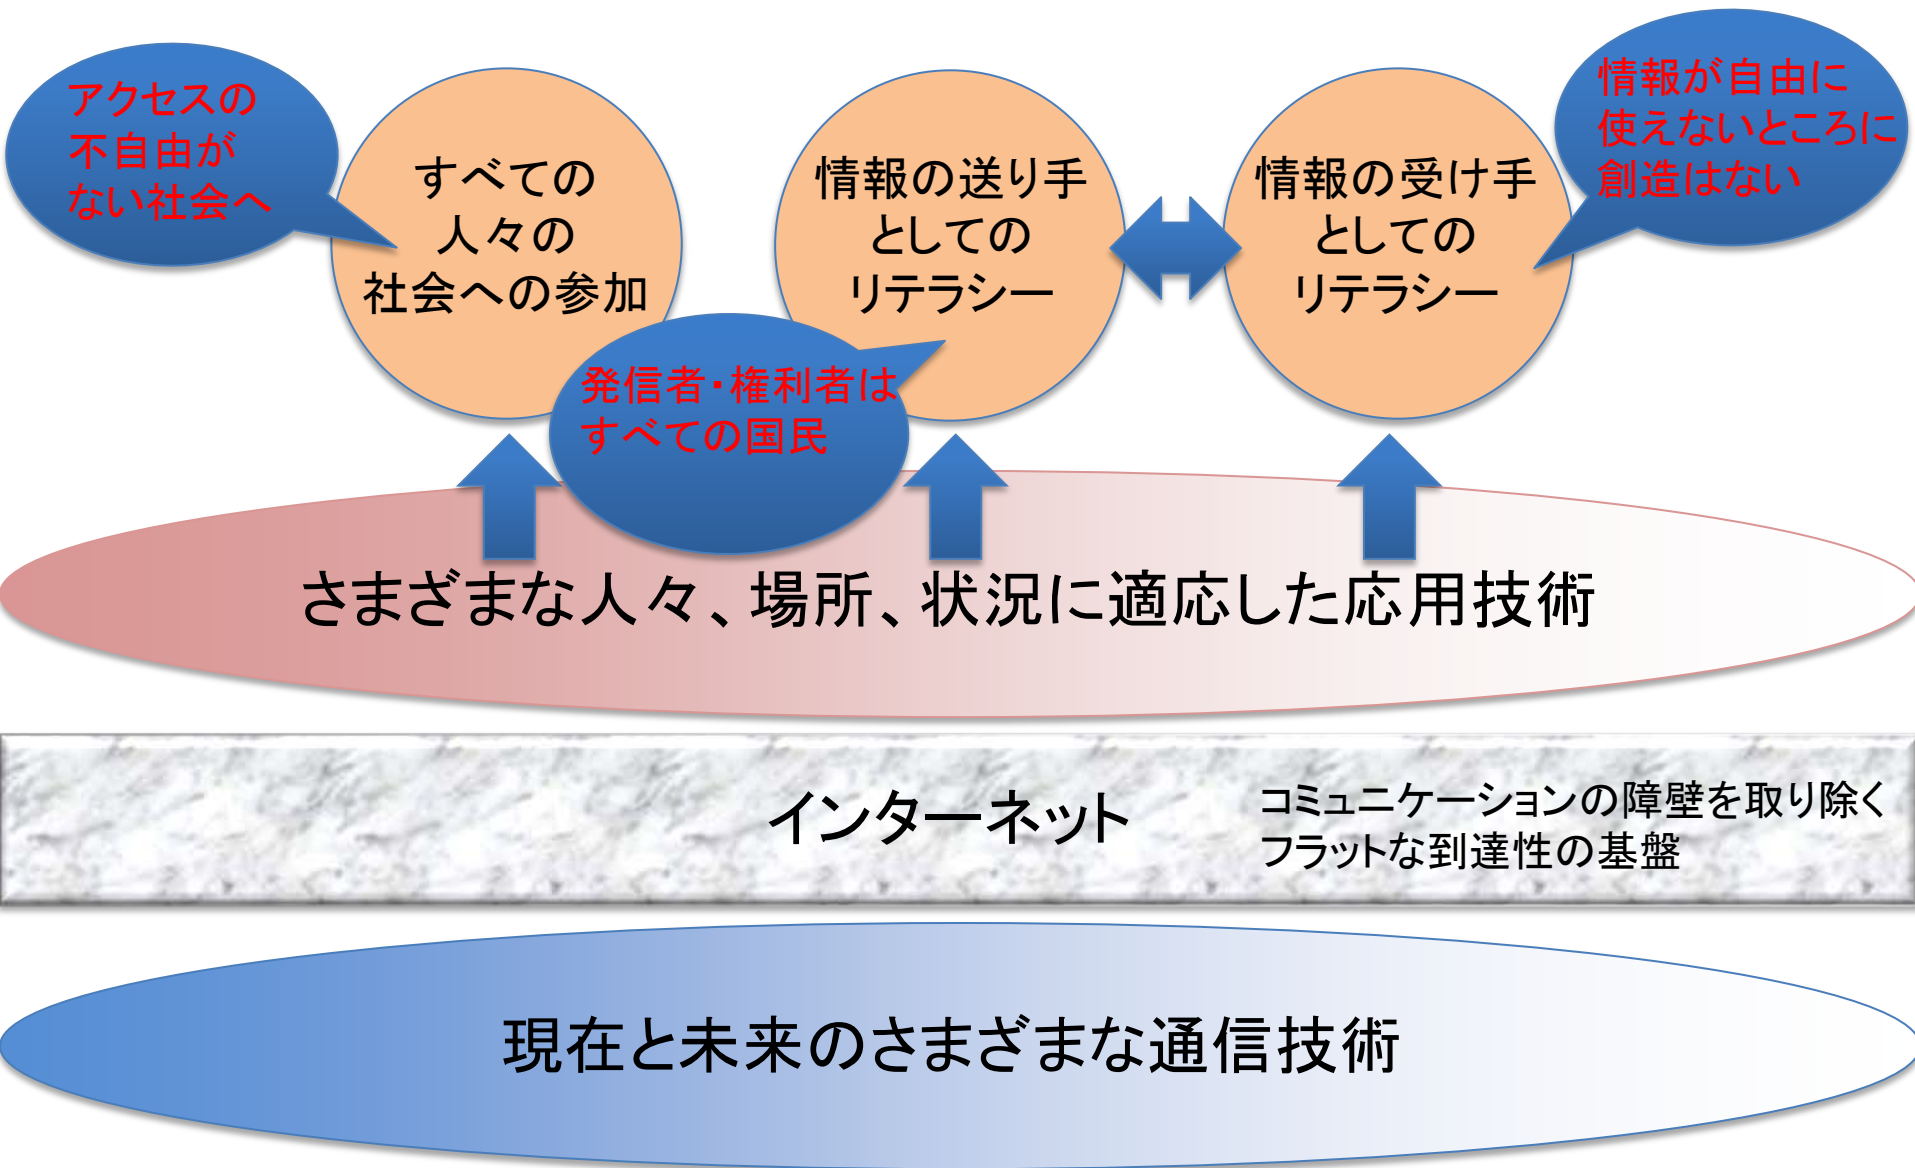 アクセスの
不自由が
ない社会へ
すべての
人々の
社会への参加
情報の送り手
としての
リテラシー
情報の受け手
としての
リテラシー
情報が自由に
使えないところに
創造はない
発信者・権利者は
すべての国民
さまざまな人々、場所、状況に適応した応用技術
インターネット
コミュニケーションの障壁を取り除く
フラットな到達性の基盤
現在と未来のさまざまな通信技術